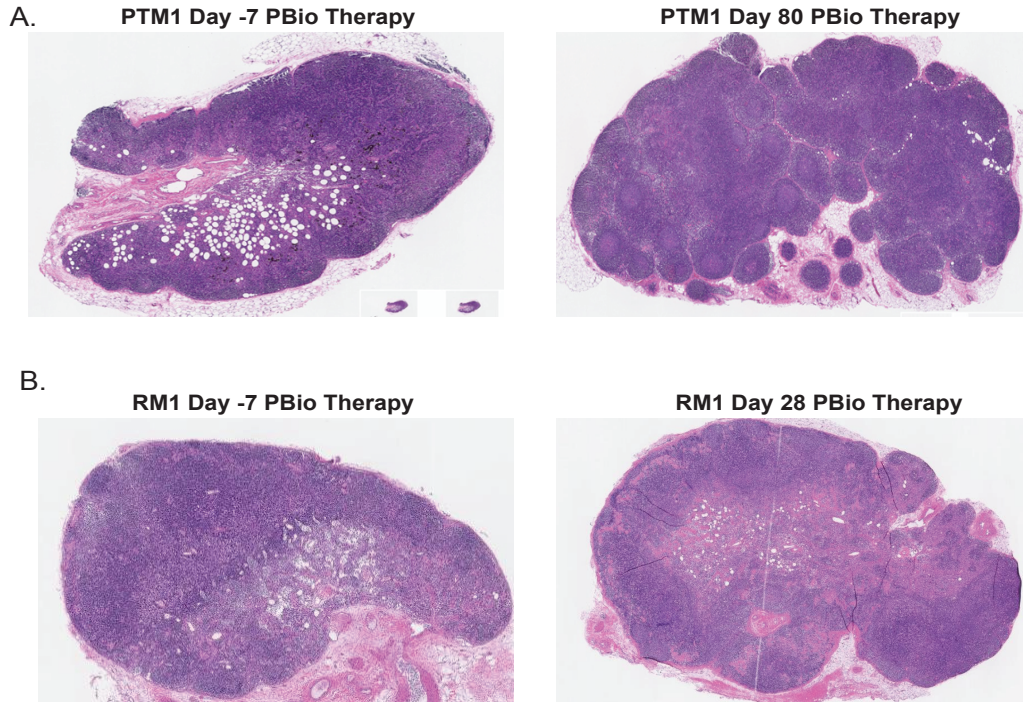 A.
PTM1 Day -7 PBio Therapy
PTM1 Day 80 PBio Therapy
B.
RM1 Day -7 PBio Therapy
RM1 Day 28 PBio Therapy